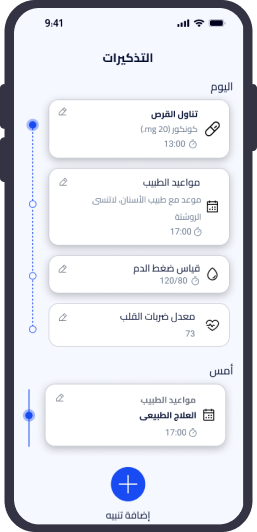 9:41
التذكيرات
اليوم
تناول القرص
كونكور (20 mg.)
13:00
مواعيد الطبيب
موعد مع طبيب الأسنان، لاتنسى
الروشتة
17:00
قياس ضغط الدم
120/80
معدل ضربات القلب
73
أمس
مواعيد الطبيب
العلاج الطبيعى
17:00
إضافة تنبيه